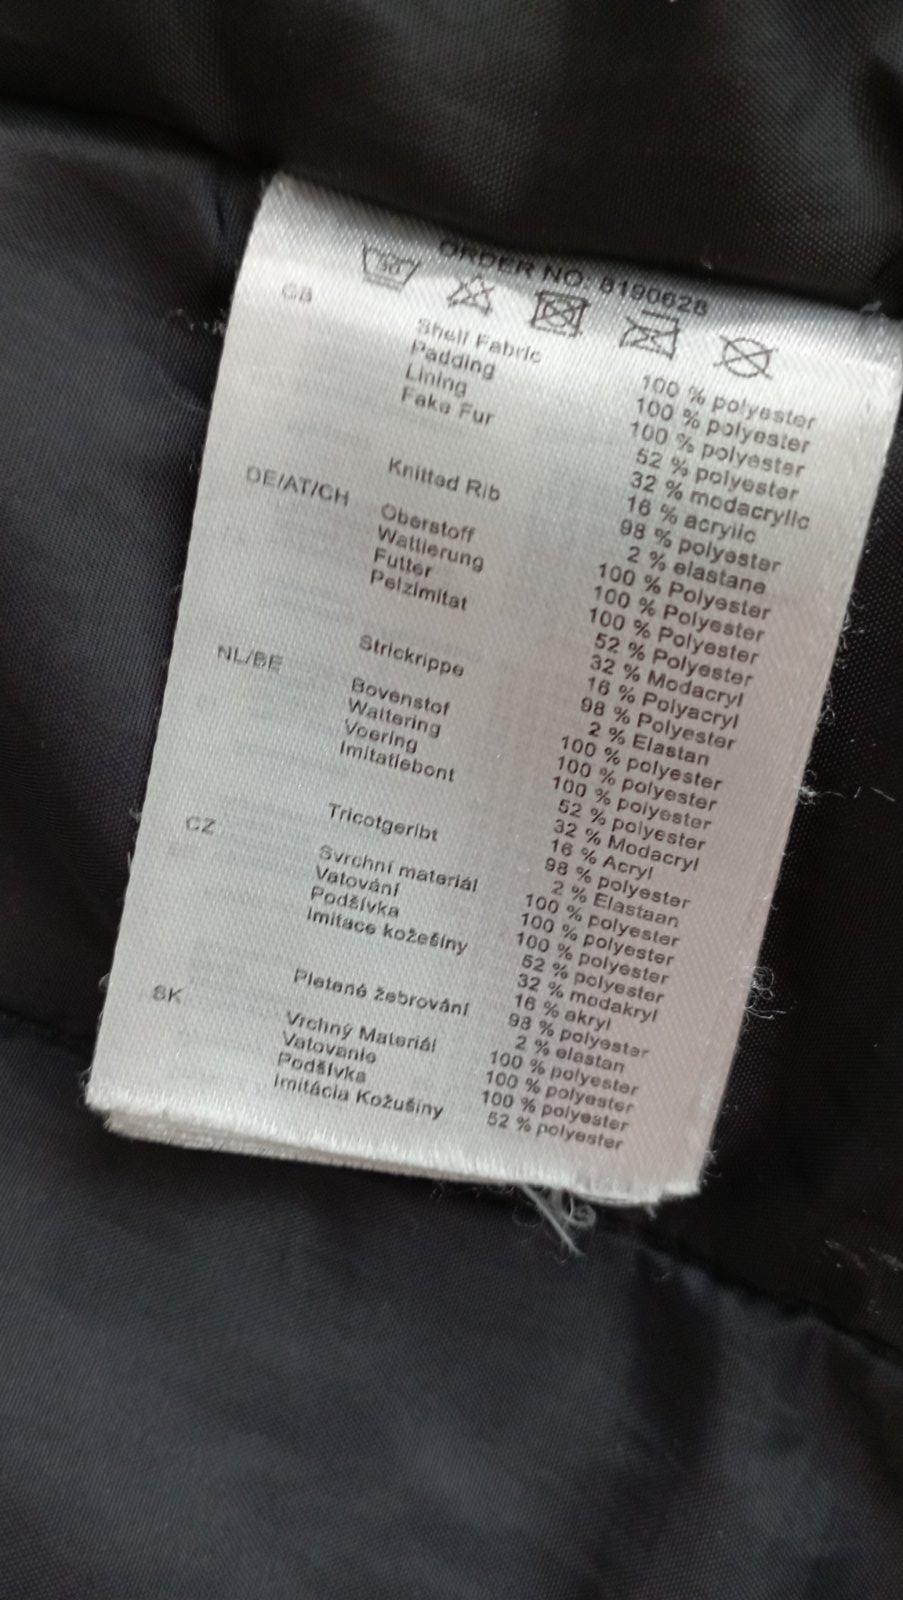 ORDER NO: 8190628
30
GB
Shell Fabric 100 % polyester
Padding 100 % polyester
Lining 100 % polyester
Fake Fur 52 % polyester
32 % modacrylic
16 % acrylic
Knitted Rib 98 % polyester
2 % elastane
DE/AT/CH
Oberstoff 100 % Polyester
Wattierung 100 % Polyester
Futter 100 % Polyester
Pelzimitat 52 % Polyester
32 % Modacryl
16 % Polyacryl
Strickrippe 98 % Polyester
2 % Elastan
NL/BE
Bovenstof 100 % polyester
Wattering 100 % polyester
Voering 100 % polyester
Imitatiebont 52 % polyester
32 % Modacryl
16 % Acryl
Tricotgeribt 98 % polyester
2 % Elastaan
CZ
Svrchní materiál 100 % polyester
Vatování 100 % polyester
Podšívka 100 % polyester
Imitace kožešiny 52 % polyester
32 % modakryl
16 % akryl
Pletené žebrování 98 % polyester
2 % elastan
SK
Vrchný Materiál 100 % polyester
Vatovanie 100 % polyester
Podšívka 100 % polyester
Imitácia Kožušiny 52 % polyester